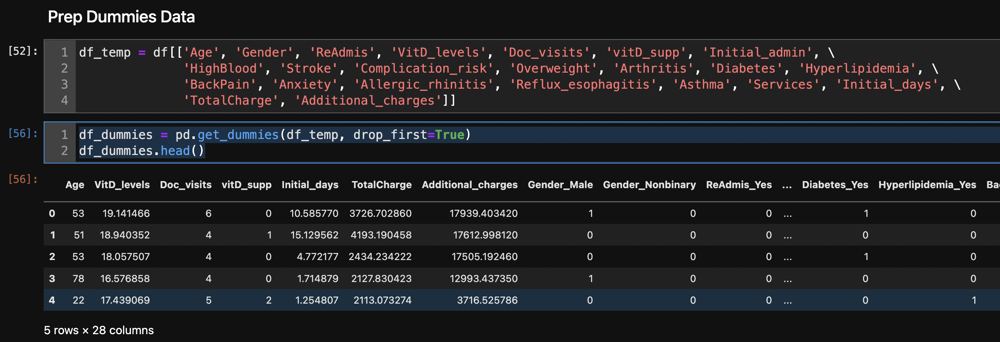 Prep Dummies Data
[52]: 1 df_temp = df[['Age', 'Gender', 'ReAdmis', 'VitD_levels', 'Doc_visits', 'vitD_supp', 'Initial_admin', \
2 'HighBlood', 'Stroke', 'Complication_risk', 'Overweight', 'Arthritis', 'Diabetes', 'Hyperlipidemia', \
3 'BackPain', 'Anxiety', 'Allergic_rhinitis', 'Reflux_esophagitis', 'Asthma', 'Services', 'Initial_days', \
4 'TotalCharge', 'Additional_charges']]
[56]: 1 df_dummies = pd.get_dummies(df_temp, drop_first=True)
2 df_dummies.head()
[56]: Age VitD_levels Doc_visits vitD_supp Initial_days TotalCharge Additional_charges Gender_Male Gender_Nonbinary ReAdmis_Yes ... Diabetes_Yes Hyperlipidemia_Yes
0 53 19.141466 6 0 10.585770 3726.702860 17939.403420 1 0 0 ... 1 0
1 51 18.940352 4 1 15.129562 4193.190458 17612.998120 0 0 0 ... 0 0
2 53 18.057507 4 0 4.772177 2434.234222 17505.192460 0 0 0 ... 1 0
3 78 16.576858 4 0 1.714879 2127.830423 12993.437350 1 0 0 ... 0 0
4 22 17.439069 5 2 1.254807 2113.073274 3716.525786 0 0 0 ... 0 1
5 rows × 28 columns